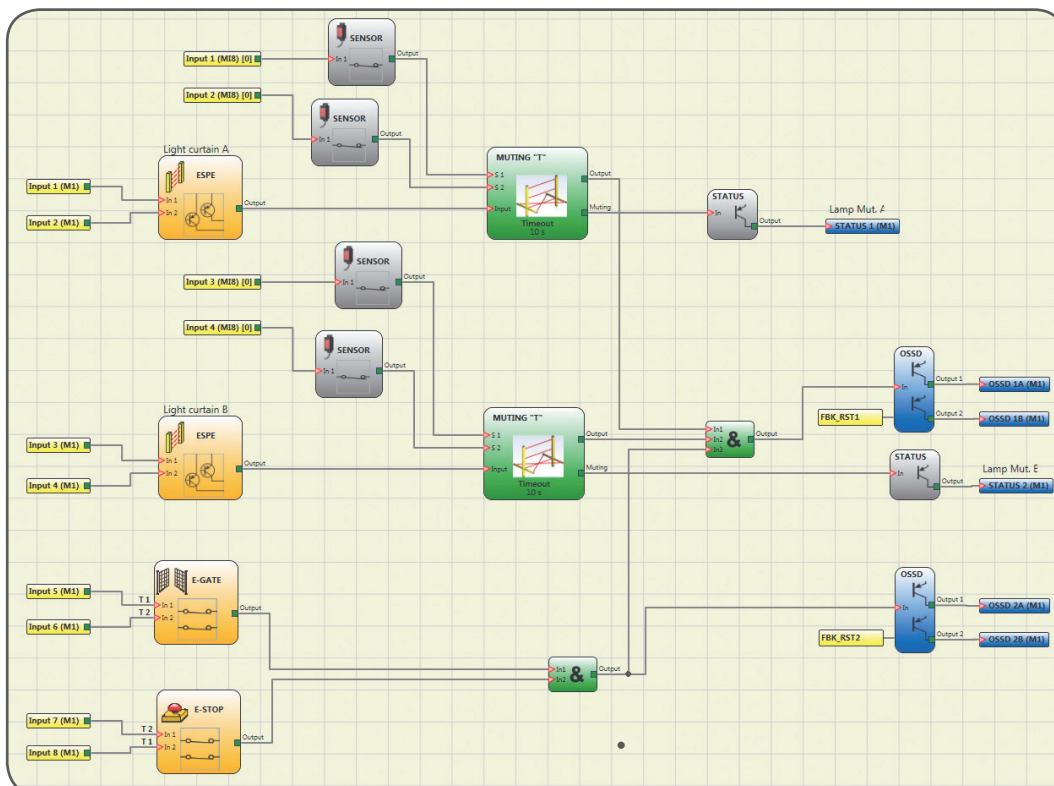 SENSOR
Input 1 (MI8) [0]
In 1
Output
Input 2 (MI8) [0]
SENSOR
In 1
Output
Light curtain A
ESPE
Input 1 (M1)
In 1
Input 2 (M1)
In 2
Output
MUTING "T"
S 1
S 2
Input
Output
Muting
Timeout
10 s
STATUS
In
Output
Lamp Mut. A
STATUS 1 (M1)
SENSOR
Input 3 (MI8) [0]
In 1
Output
Input 4 (MI8) [0]
SENSOR
In 1
Output
Light curtain B
ESPE
Input 3 (M1)
In 1
Input 4 (M1)
In 2
Output
MUTING "T"
S 1
S 2
Input
Output
Muting
Timeout
10 s
In1
In2
In3
&
Output
OSSD
In
FBK_RST1
Output 1
OSSD 1A (M1)
Output 2
OSSD 1B (M1)
STATUS
In
Output
Lamp Mut. B
STATUS 2 (M1)
E-GATE
Input 5 (M1)
T 1
In 1
Input 6 (M1)
T 2
In 2
Output
E-STOP
Input 7 (M1)
T 2
In 1
Input 8 (M1)
T 1
In 2
Output
In1
In2
&
Output
OSSD
In
FBK_RST2
Output 1
OSSD 2A (M1)
Output 2
OSSD 2B (M1)